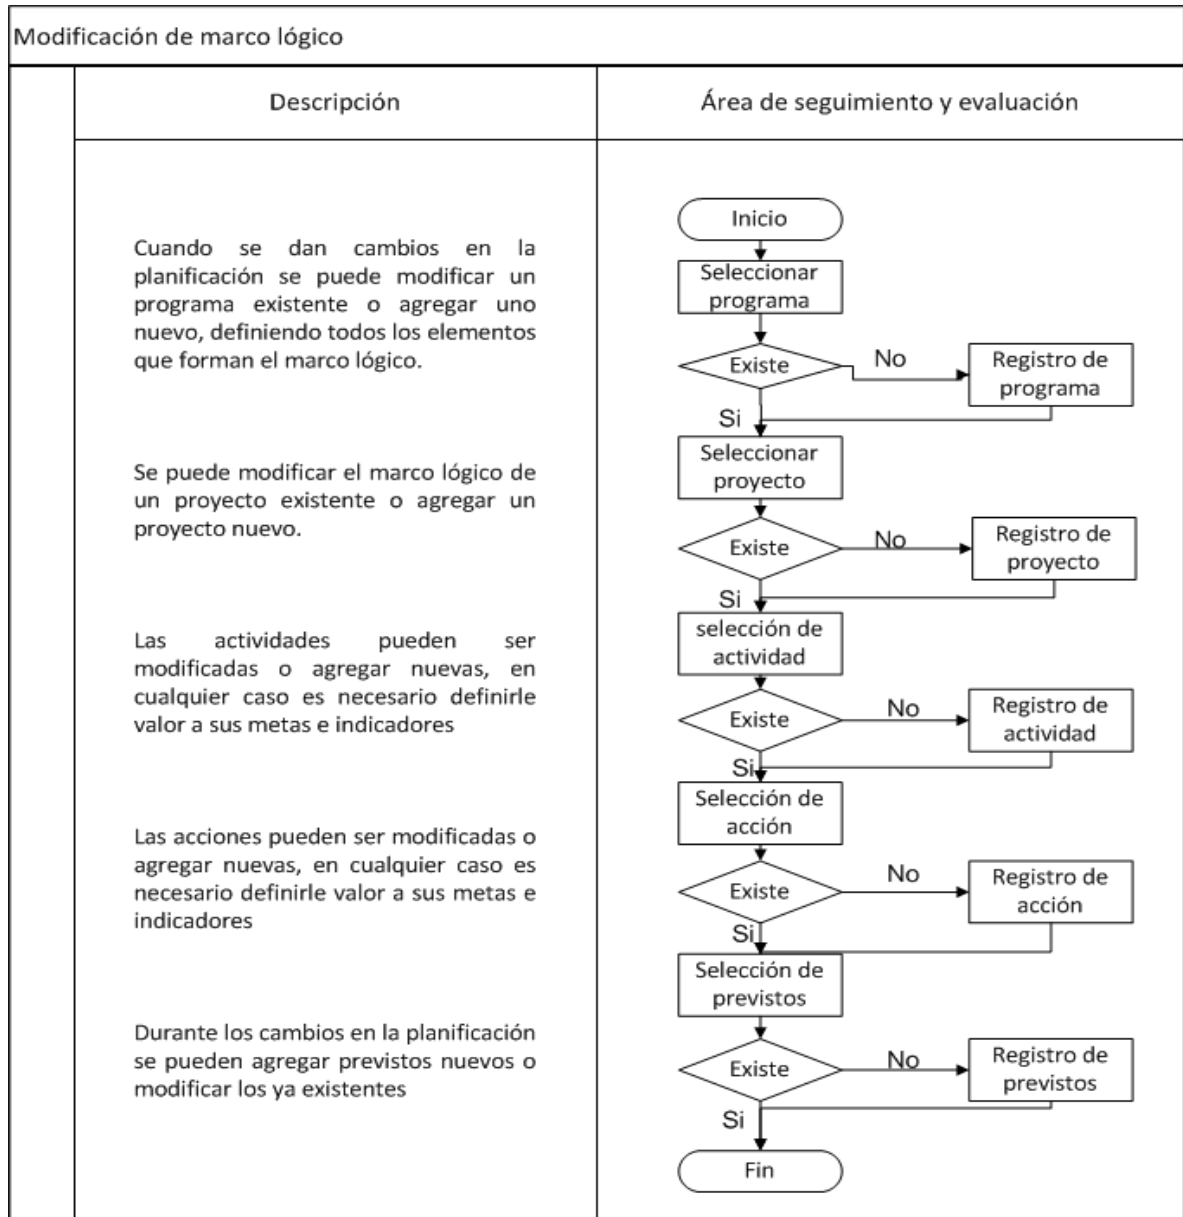 Modificación de marco lógico
Descripción
Área de seguimiento y evaluación
Cuando se dan cambios en la
planificación se puede modificar un
programa existente o agregar uno
nuevo, definiendo todos los elementos
que forman el marco lógico.
Se puede modificar el marco lógico de
un proyecto existente o agregar un
proyecto nuevo.
Las actividades pueden ser
modificadas o agregar nuevas, en
cualquier caso es necesario definirle
valor a sus metas e indicadores
Las acciones pueden ser modificadas o
agregar nuevas, en cualquier caso es
necesario definirle valor a sus metas e
indicadores
Durante los cambios en la planificación
se pueden agregar previstos nuevos o
modificar los ya existentes
Inicio
Seleccionar
programa
Existe
No
Registro de
programa
Si
Seleccionar
proyecto
Existe
No
Registro de
proyecto
Si
selección de
actividad
Existe
No
Registro de
actividad
Si
Selección de
acción
Existe
No
Registro de
acción
Si
Selección de
previstos
Existe
No
Registro de
previstos
Si
Fin